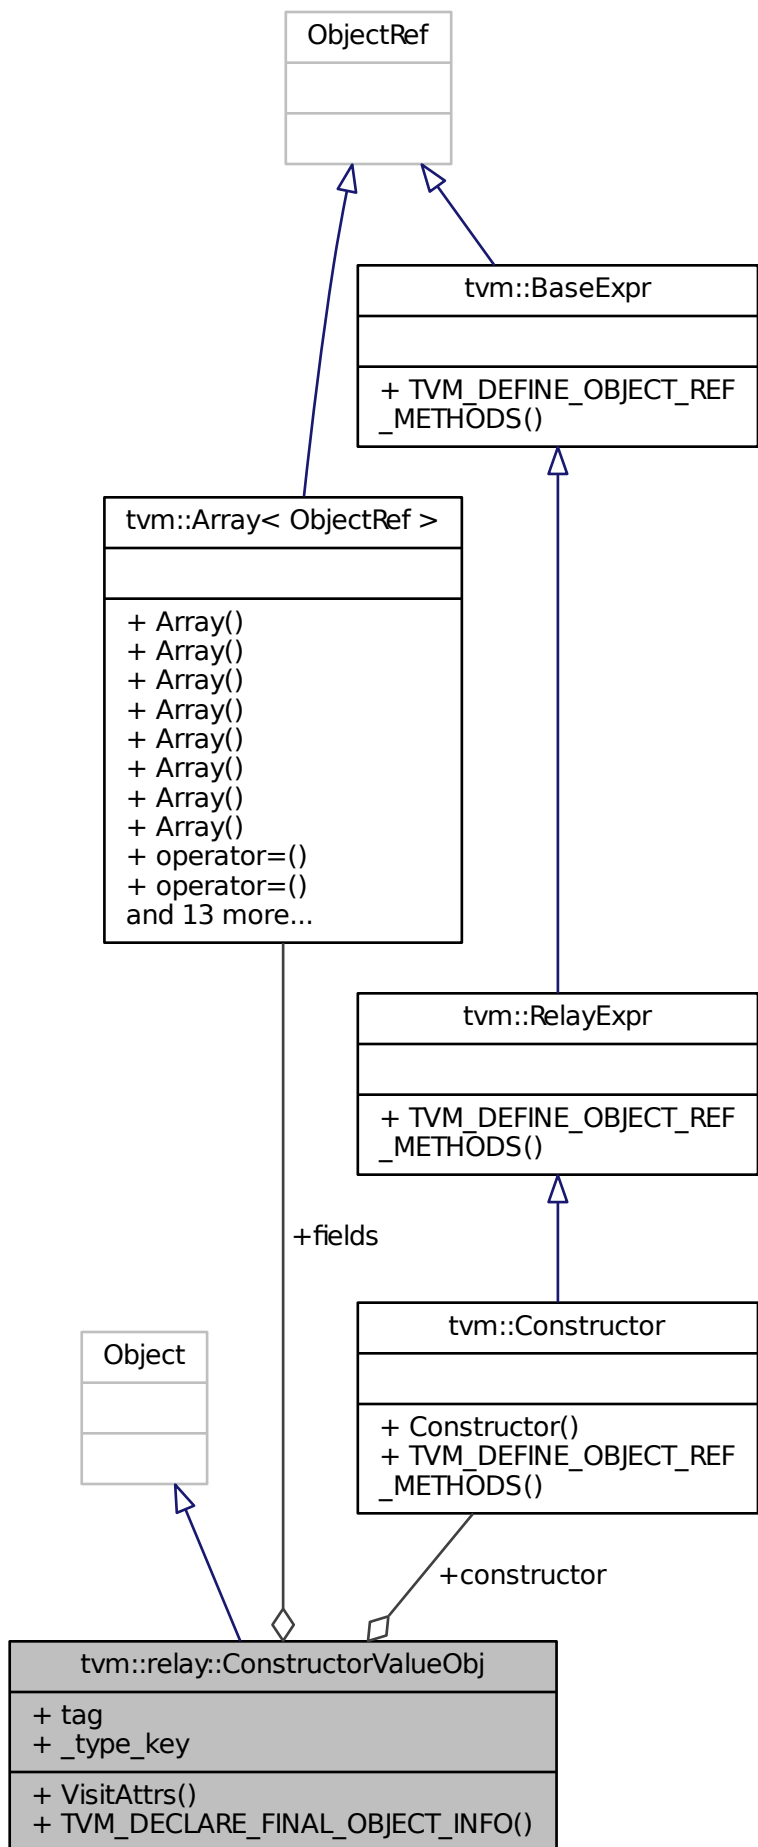 ObjectRef
tvm::BaseExpr
+ TVM_DEFINE_OBJECT_REF
_METHODS()
tvm::Array< ObjectRef >
+ Array()
+ Array()
+ Array()
+ Array()
+ Array()
+ Array()
+ Array()
+ Array()
+ operator=()
+ operator=()
and 13 more...
tvm::RelayExpr
+ TVM_DEFINE_OBJECT_REF
_METHODS()
+fields
tvm::Constructor
+ Constructor()
+ TVM_DEFINE_OBJECT_REF
_METHODS()
Object
+constructor
tvm::relay::ConstructorValueObj
+ tag
+ _type_key
+ VisitAttrs()
+ TVM_DECLARE_FINAL_OBJECT_INFO()